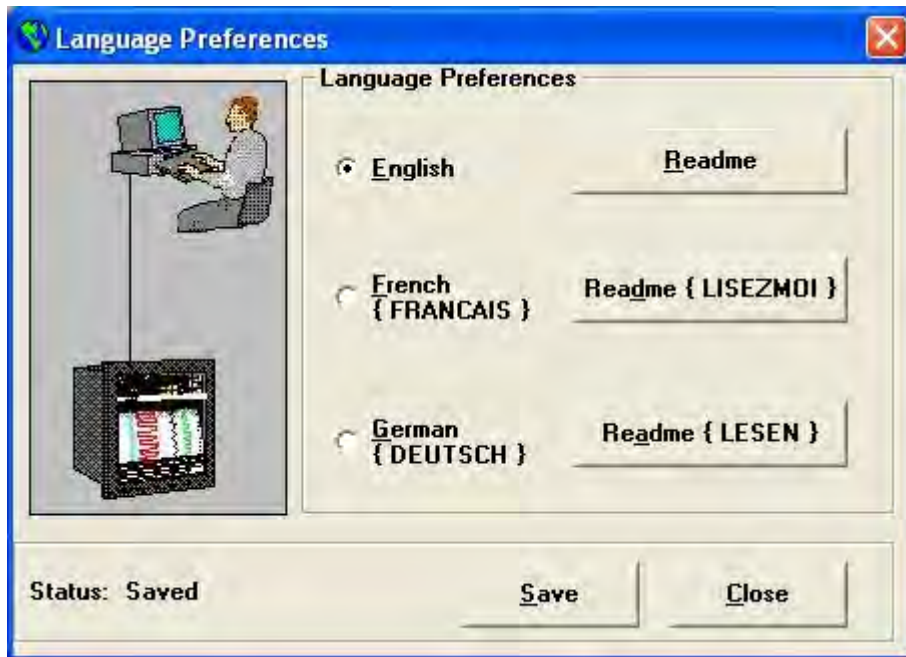 Language Preferences
Language Preferences
English
Readme
French
{ FRANCAIS }
Readme { LISEZMOI }
German
{ DEUTSCH }
Readme { LESEN }
Status: Saved
Save
Close